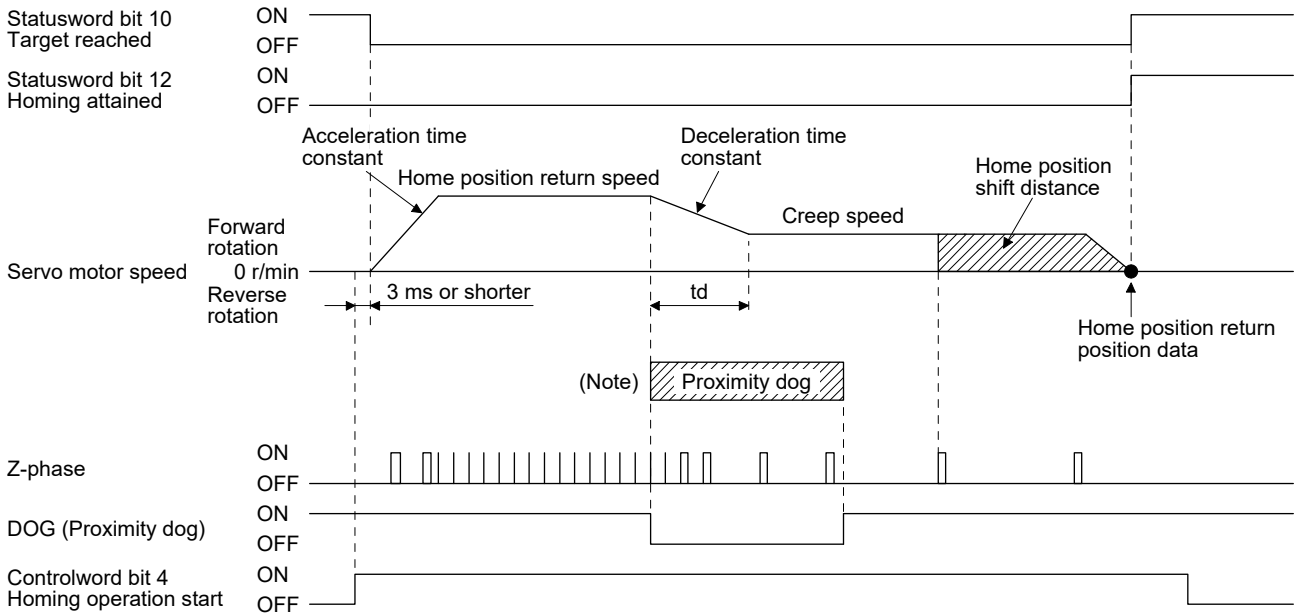 Statusword bit 10
Target reached
ON
OFF
Statusword bit 12
Homing attained
ON
OFF
Acceleration time
constant
Home position return speed
Deceleration time
constant
Creep speed
Home position
shift distance
Servo motor speed
Forward
rotation
0 r/min
Reverse
rotation
3 ms or shorter
td
Home position return
position data
(Note)
Proximity dog
Z-phase
ON
OFF
DOG (Proximity dog)
ON
OFF
Controlword bit 4
Homing operation start
ON
OFF